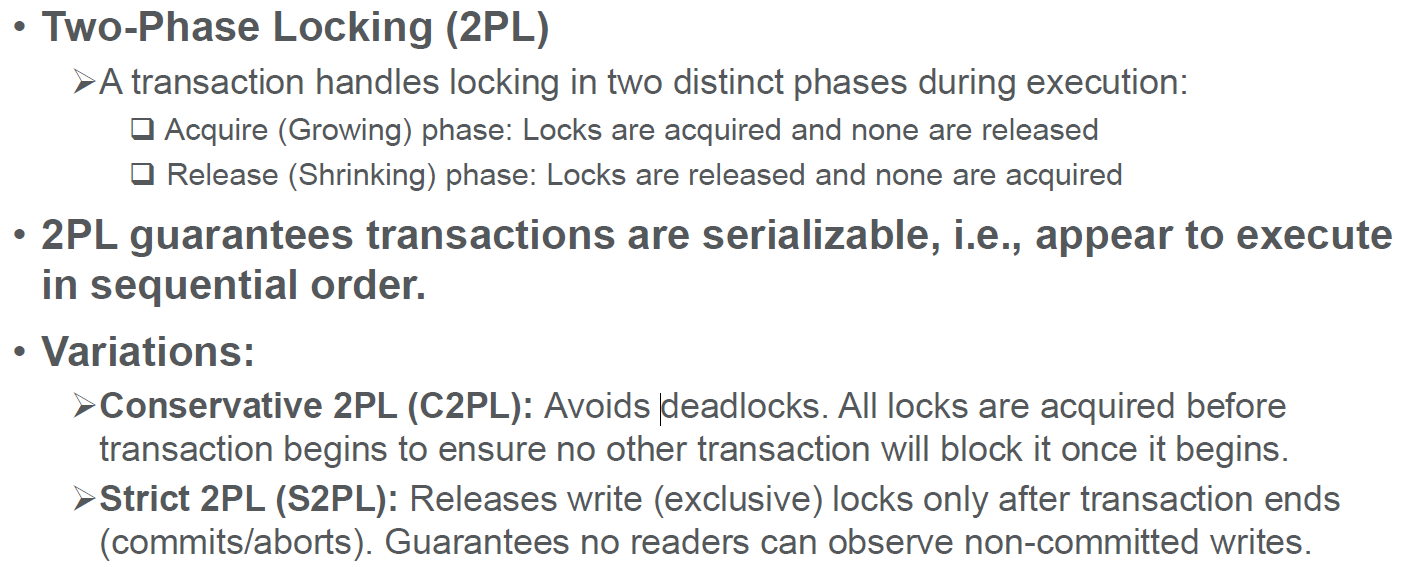 • Two-Phase Locking (2PL)
➢A transaction handles locking in two distinct phases during execution:
❑ Acquire (Growing) phase: Locks are acquired and none are released
❑ Release (Shrinking) phase: Locks are released and none are acquired
• 2PL guarantees transactions are serializable, i.e., appear to execute
in sequential order.
• Variations:
➢Conservative 2PL (C2PL): Avoids deadlocks. All locks are acquired before
transaction begins to ensure no other transaction will block it once it begins.
➢Strict 2PL (S2PL): Releases write (exclusive) locks only after transaction ends
(commits/aborts). Guarantees no readers can observe non-committed writes.